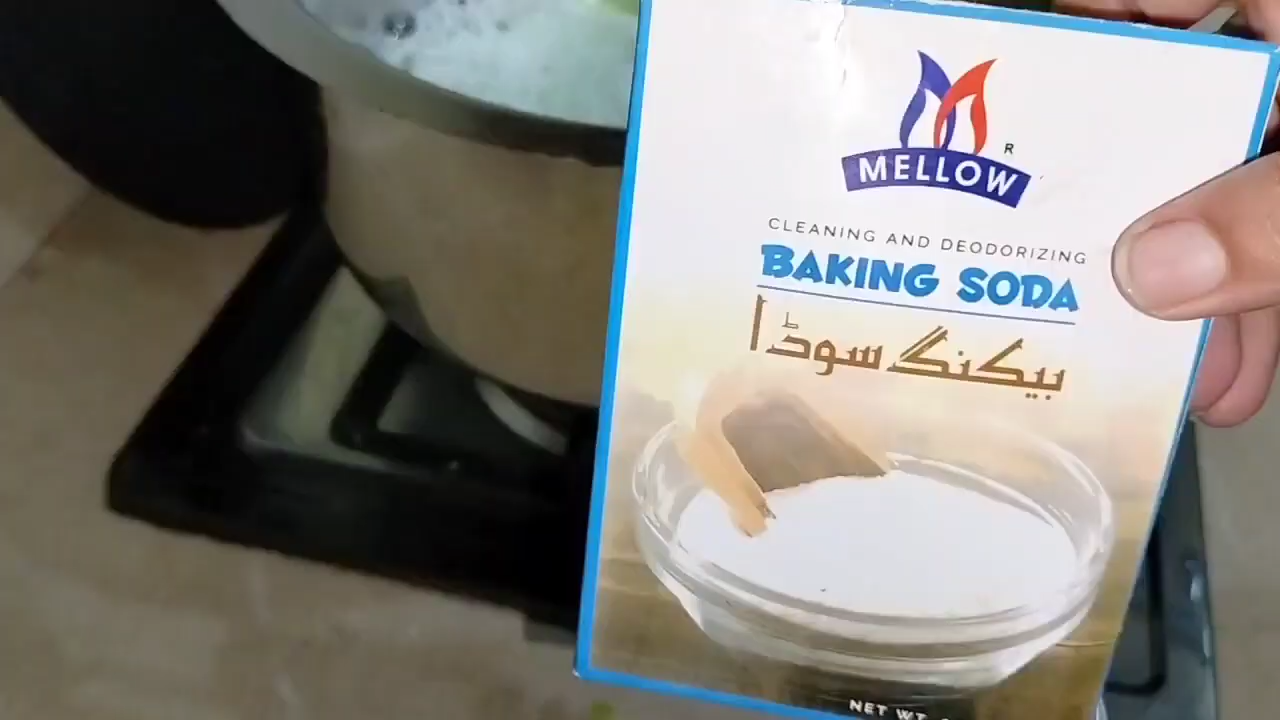 R
MELLOW
CLEANING AND DEODORIZING
BAKING SODA
بیکنگ سوڈا
NET WT.